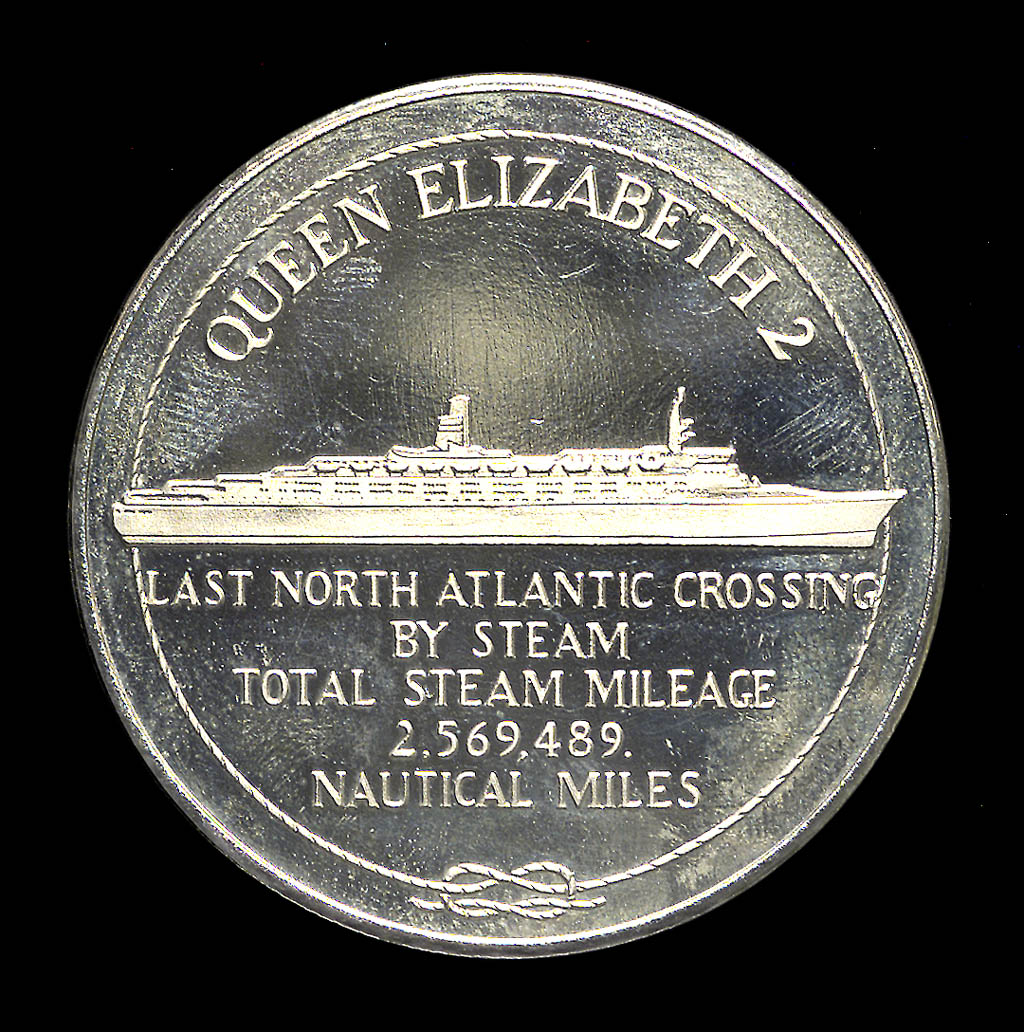 QUEEN ELIZABETH 2
LAST NORTH ATLANTIC CROSSING
BY STEAM
TOTAL STEAM MILEAGE
2,569,489.
NAUTICAL MILES